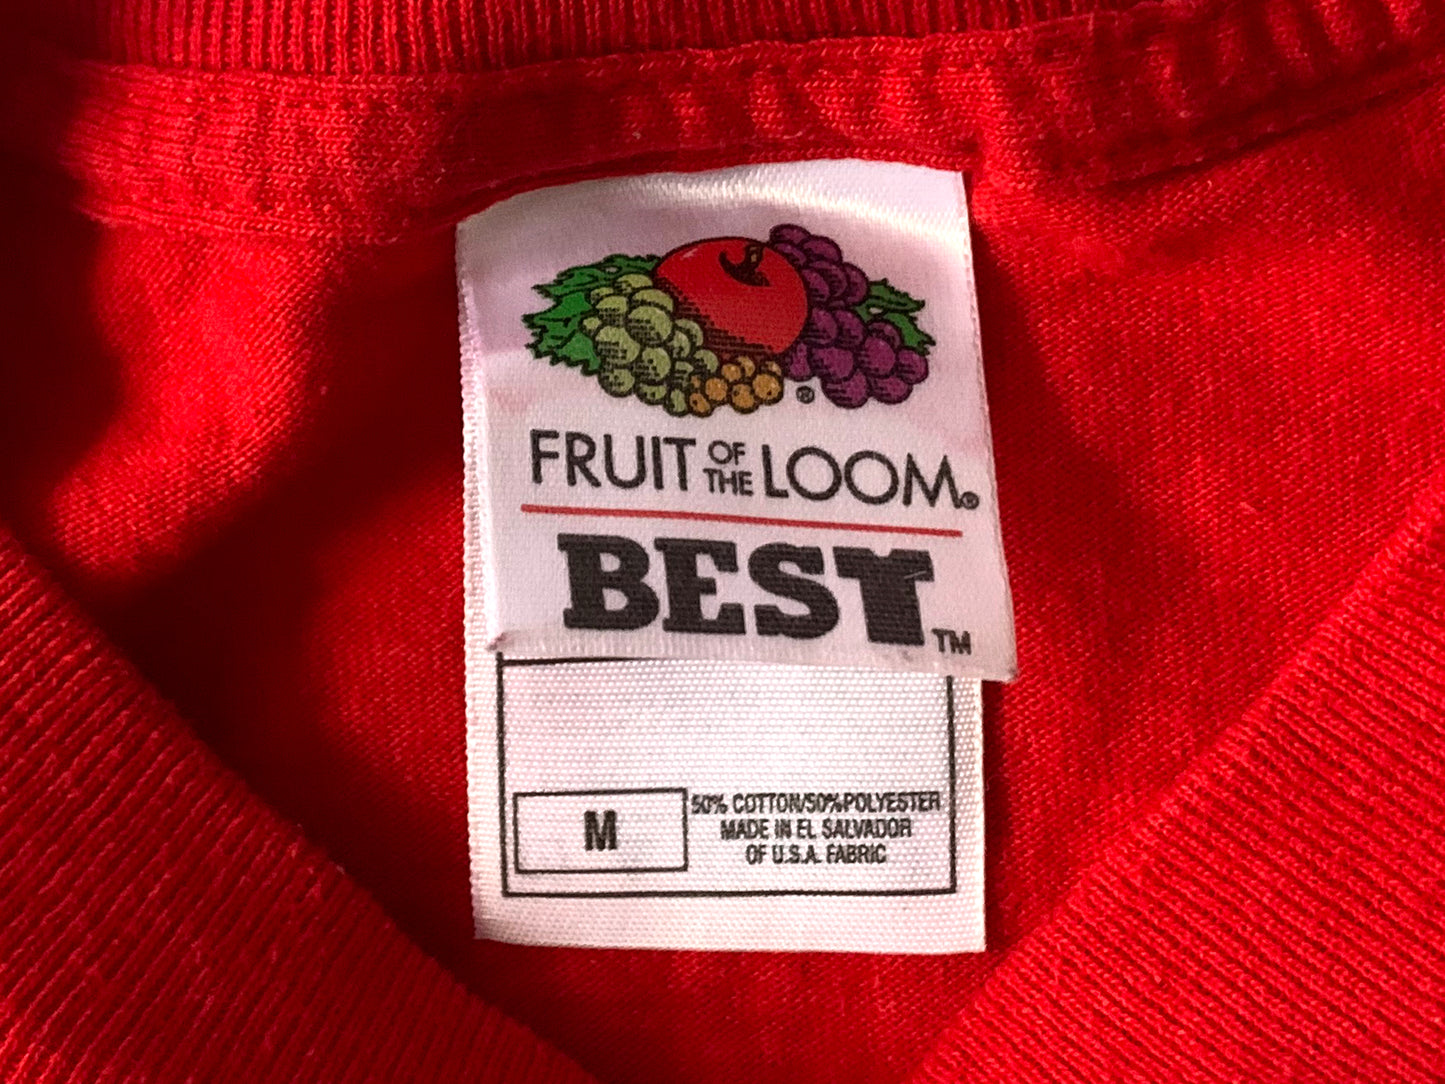 ®
FRUIT OF THE LOOM®
BEST™
M
50% COTTON/50% POLYESTER
MADE IN EL SALVADOR
OF U.S.A. FABRIC